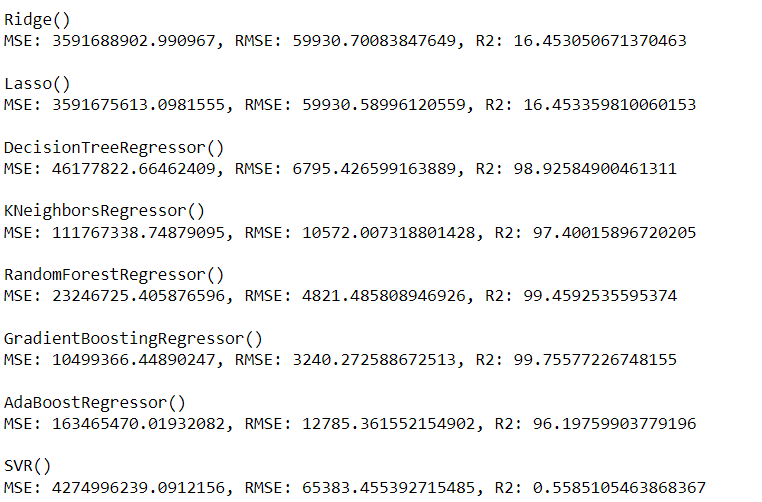 Ridge()
MSE: 3591688902.990967, RMSE: 59930.70083847649, R2: 16.453050671370463
Lasso()
MSE: 3591675613.0981555, RMSE: 59930.58996120559, R2: 16.453359810060153
DecisionTreeRegressor()
MSE: 46177822.66462409, RMSE: 6795.426599163889, R2: 98.92584900461311
KNeighborsRegressor()
MSE: 111767338.74879095, RMSE: 10572.007318801428, R2: 97.40015896720205
RandomForestRegressor()
MSE: 23246725.405876596, RMSE: 4821.485808946926, R2: 99.4592535595374
GradientBoostingRegressor()
MSE: 10499366.44890247, RMSE: 3240.272588672513, R2: 99.75577226748155
AdaBoostRegressor()
MSE: 163465470.01932082, RMSE: 12785.361552154902, R2: 96.19759903779196
SVR()
MSE: 4274996239.0912156, RMSE: 65383.455392715485, R2: 0.5585105463868367